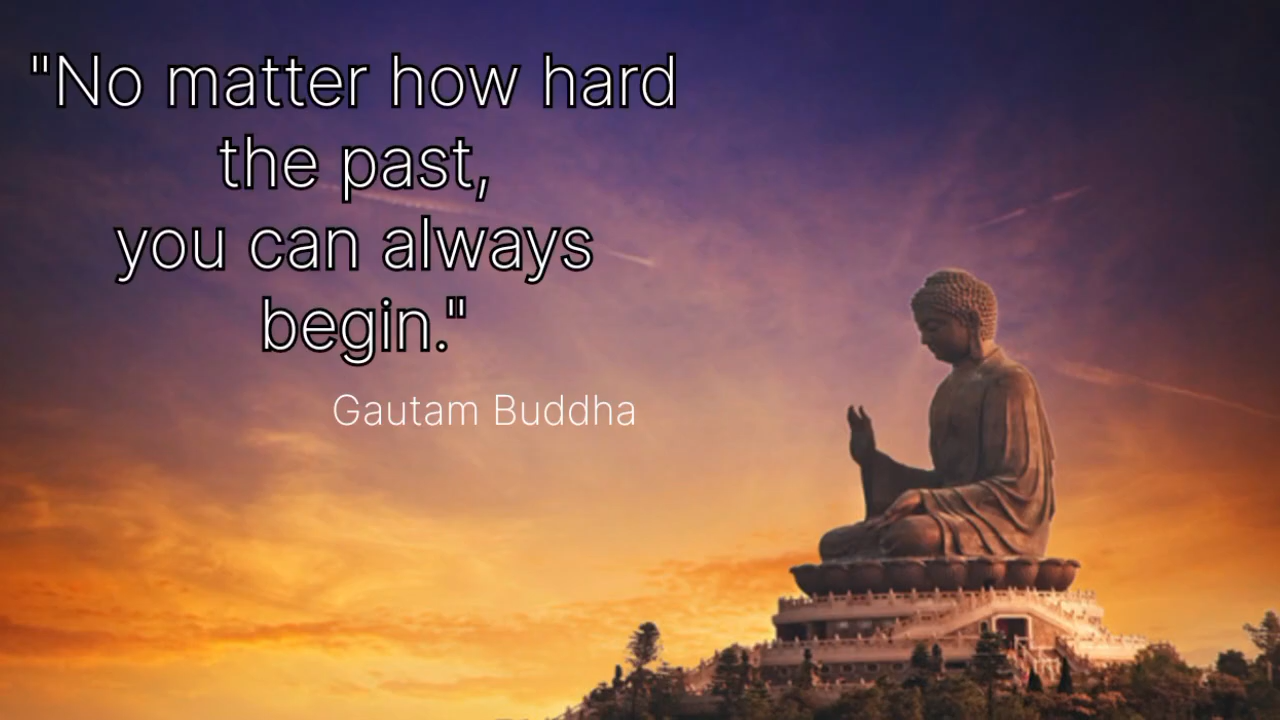 "No matter how hard
the past,
you can always
begin."
Gautam Buddha